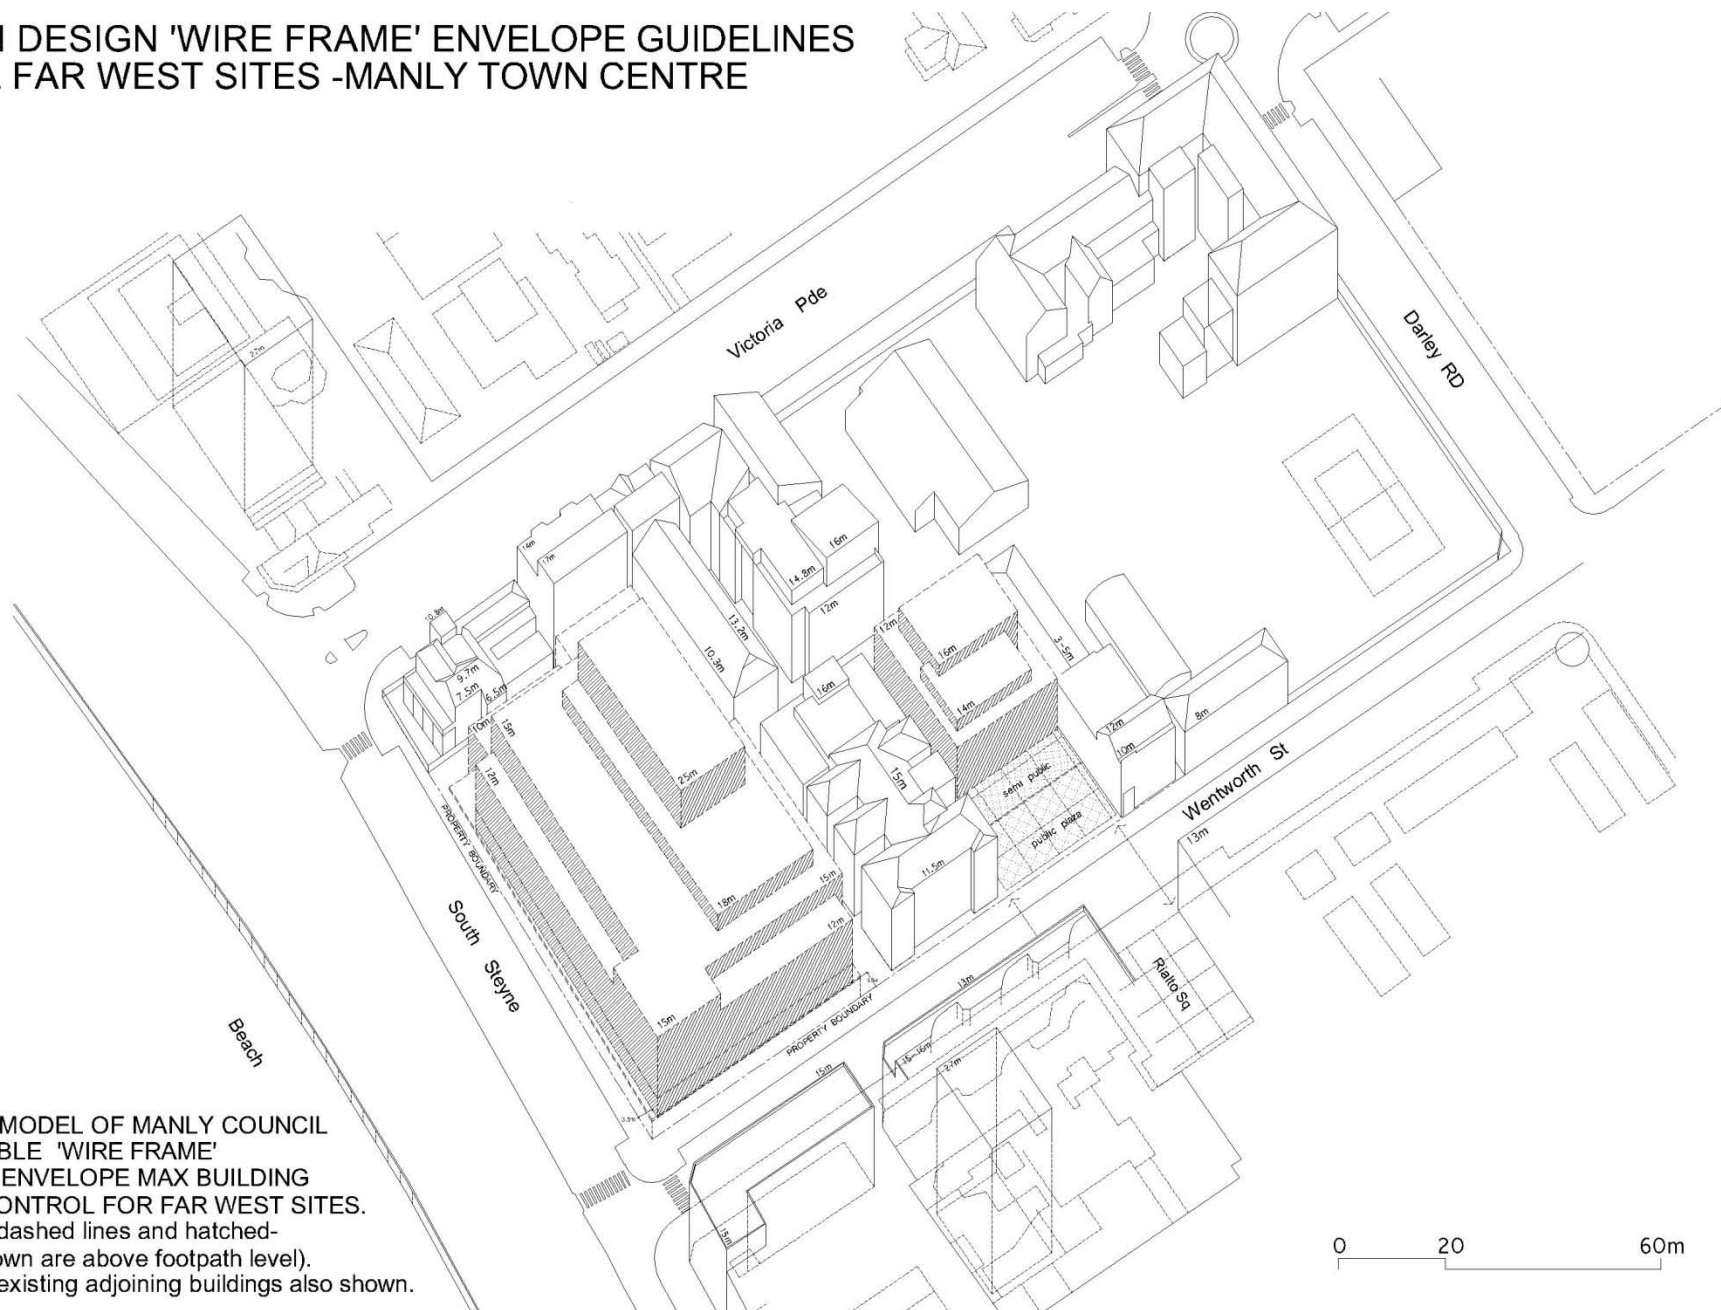 DESIGN 'WIRE FRAME' ENVELOPE GUIDELINES
FAR WEST SITES -MANLY TOWN CENTRE
Victoria Pde
Darley RD
27m
14m
17m
16m
14.8m
12m
13.2m
10.3m
10.8m
9.7m
7.5m
6.5m
10m
15m
12m
25m
18m
15m
12m
15m
16m
15m
11.5m
12m
16m
14m
3.5m
12m
10m
8m
semi public
public plaza
Wentworth St
13m
PROPERTY BOUNDARY
South Steyne
Beach
PROPERTY BOUNDARY
13m
15-16m
27m
15m
15m
Rialto Sq
MODEL OF MANLY COUNCIL
BLE 'WIRE FRAME'
ENVELOPE MAX BUILDING
ONTROL FOR FAR WEST SITES.
dashed lines and hatched-
own are above footpath level).
existing adjoining buildings also shown.
0 20 60m